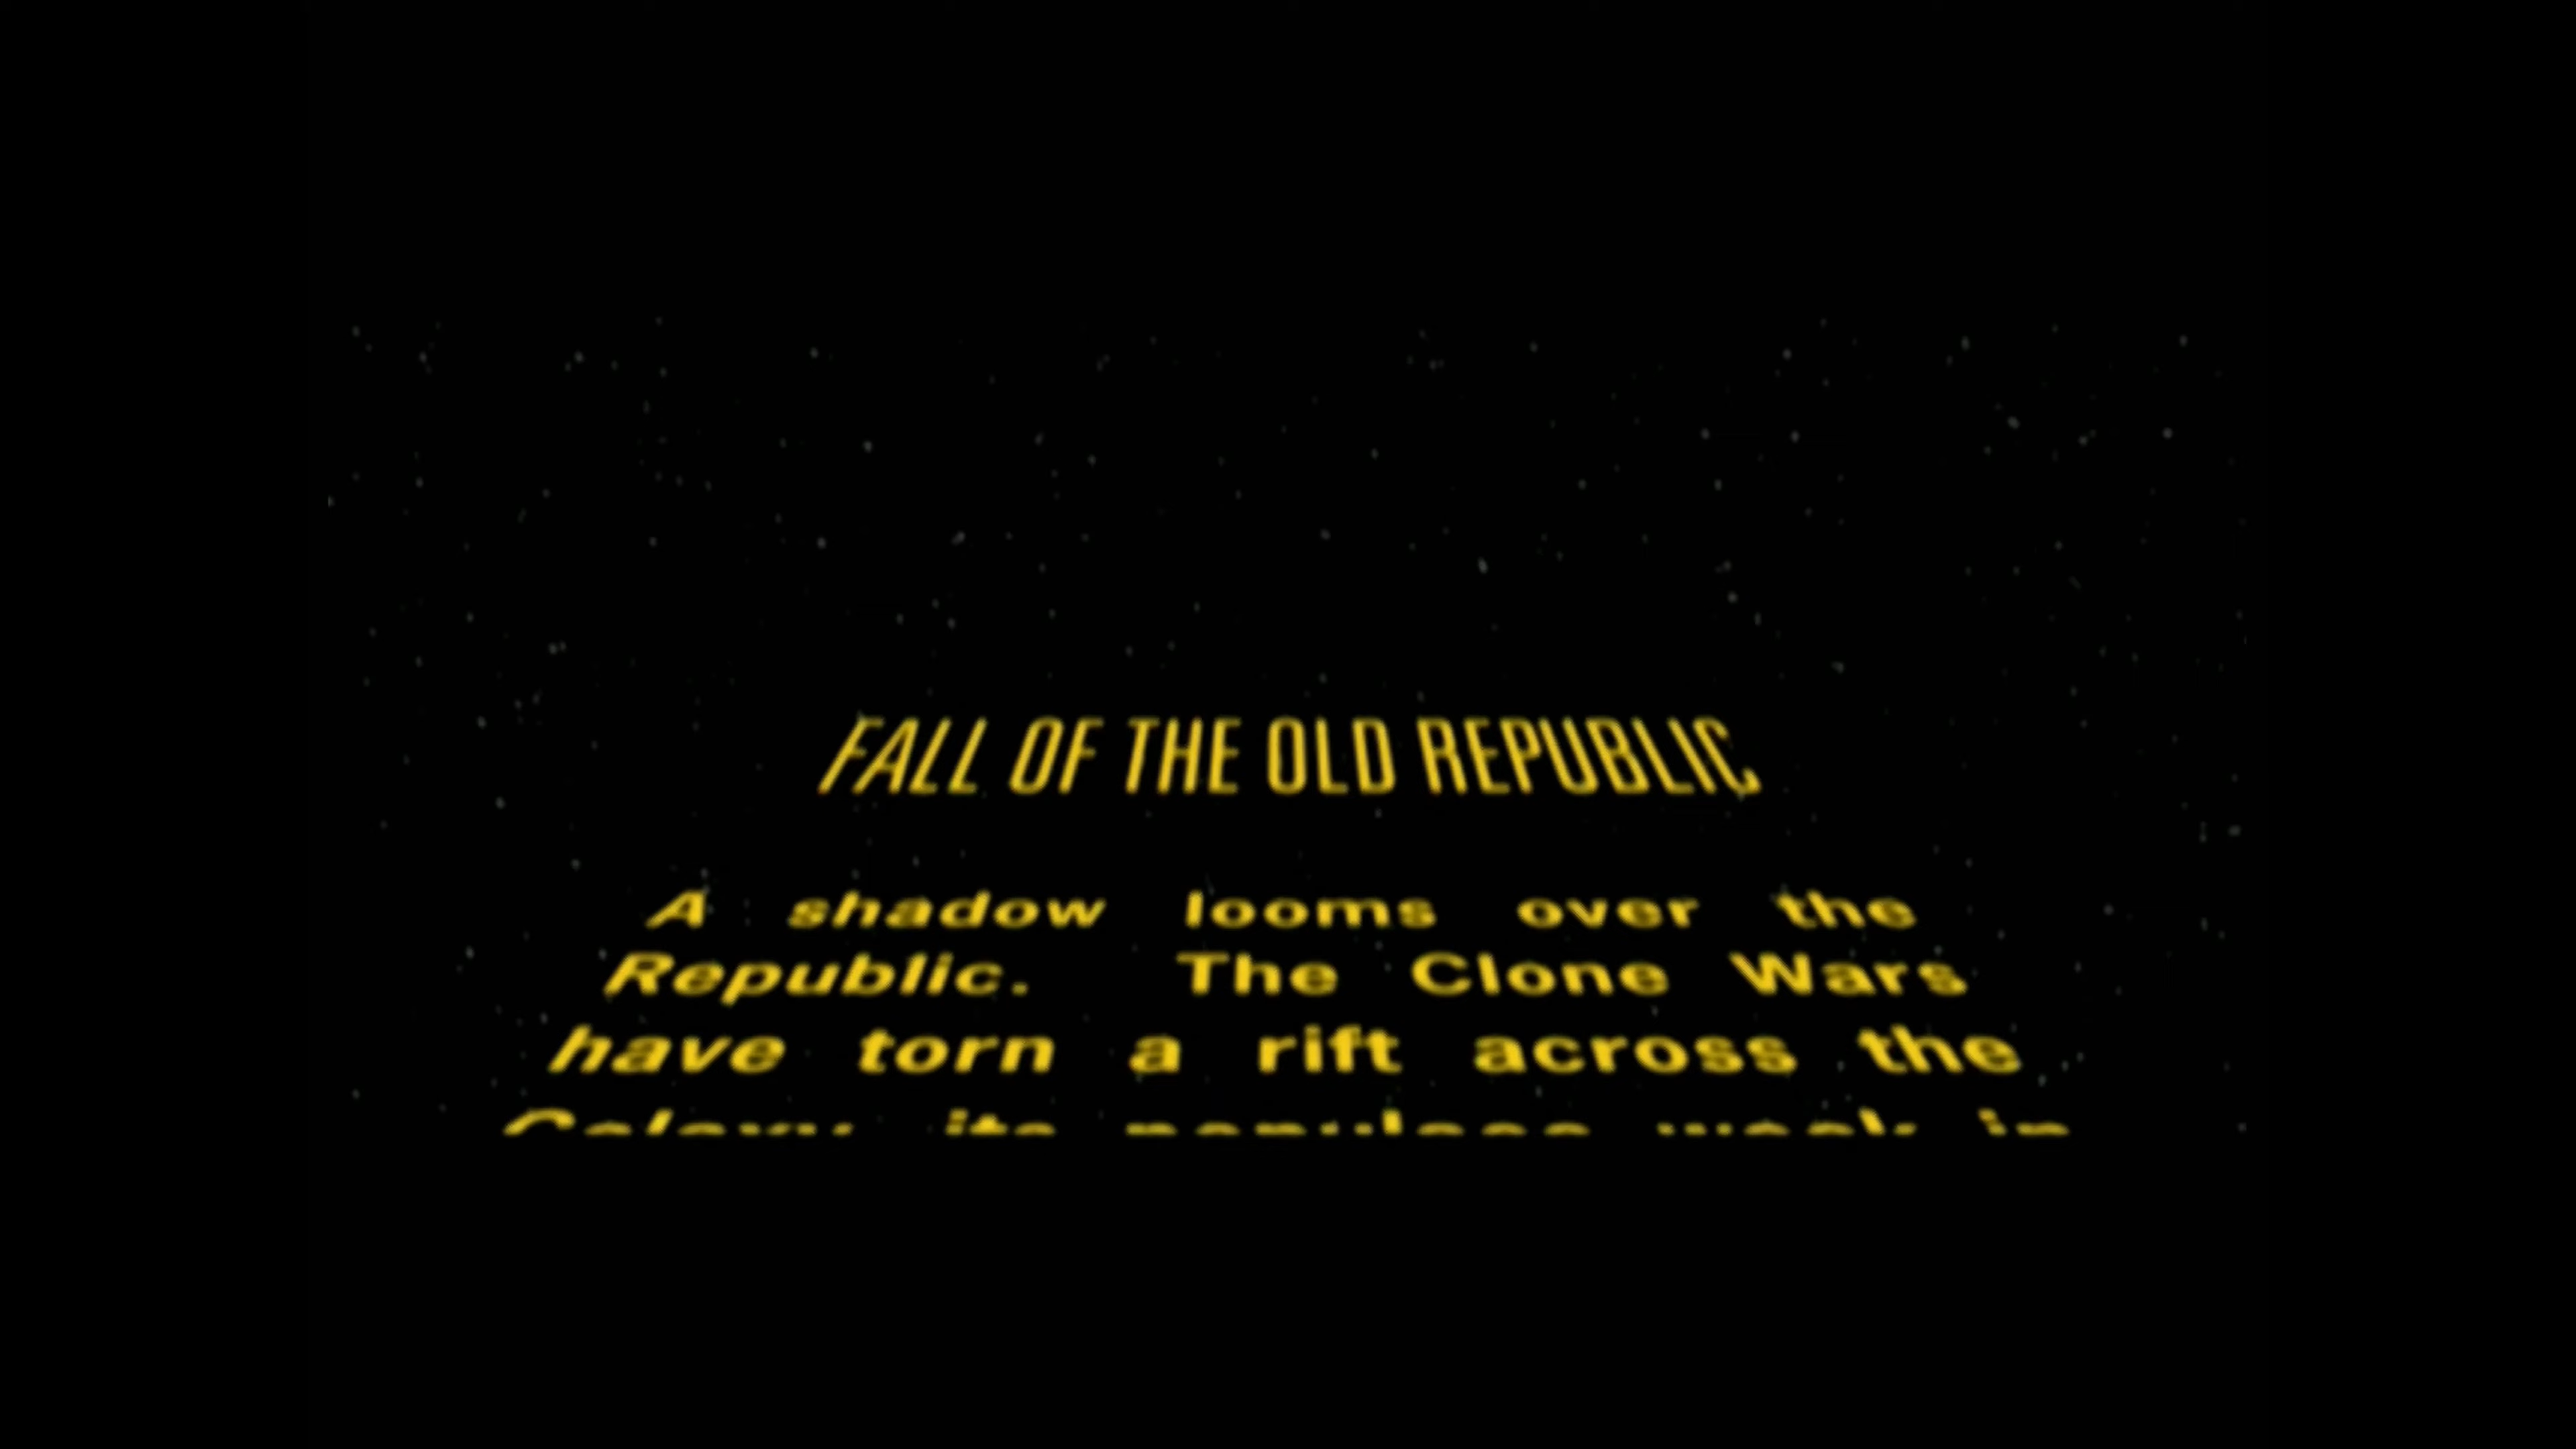 FALL OF THE OLD REPUBLIC
A shadow looms over the
Republic. The Clone Wars
have torn a rift across the